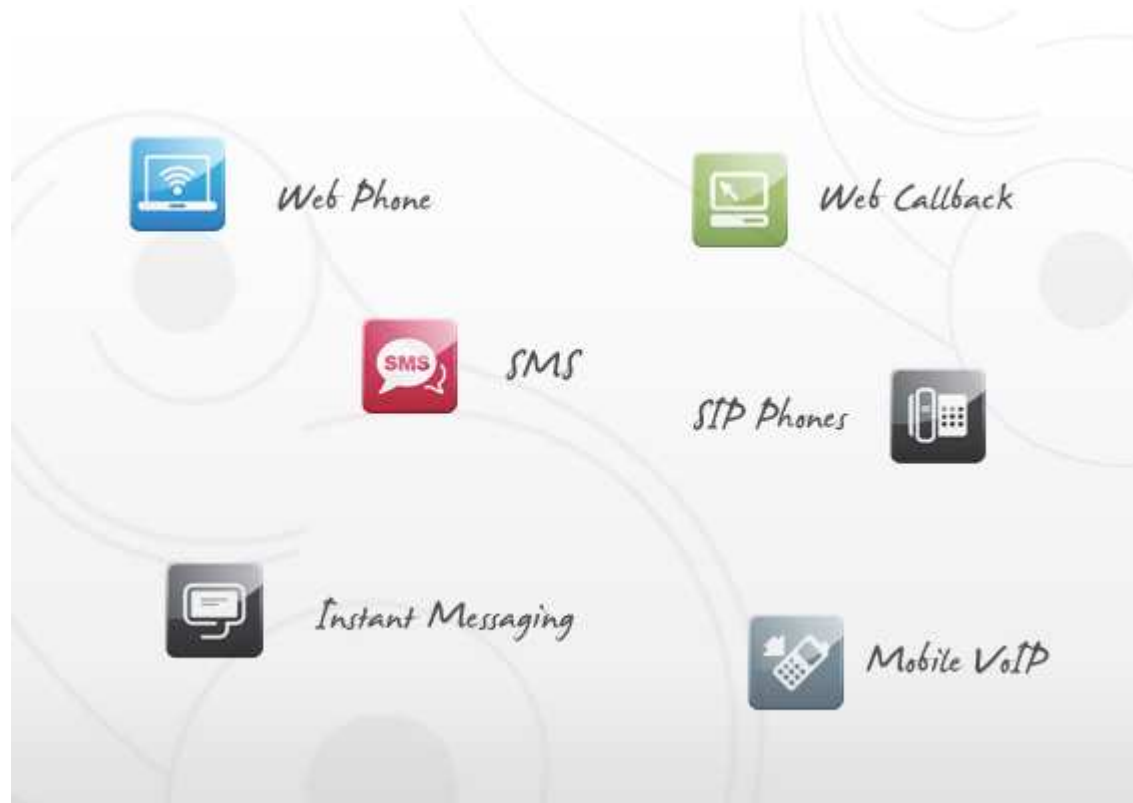 Web Phone
Web Callback
SMS
SMS
SIP Phones
Instant Messaging
Mobile VoIP